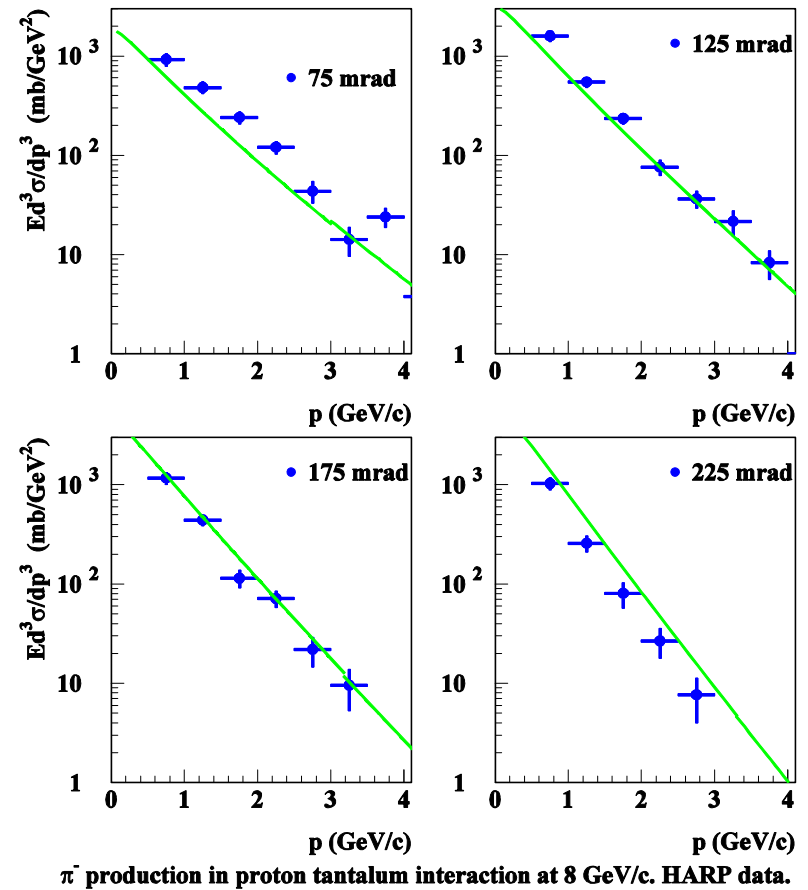 Ed³σ/dp³ (mb/GeV²)
75 mrad
10³
10²
10
1
0 1 2 3 4
p (GeV/c)
125 mrad
10³
10²
10
1
0 1 2 3 4
p (GeV/c)
Ed³σ/dp³ (mb/GeV²)
175 mrad
10³
10²
10
1
0 1 2 3 4
p (GeV/c)
225 mrad
10³
10²
10
1
0 1 2 3 4
p (GeV/c)
π⁻ production in proton tantalum interaction at 8 GeV/c. HARP data.